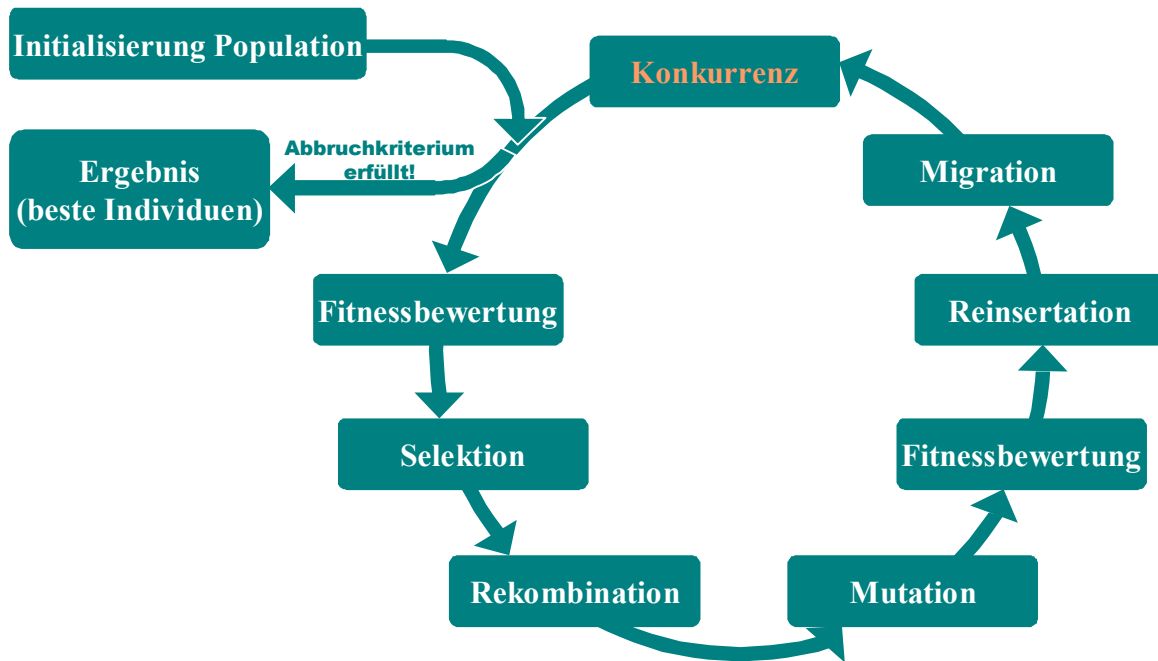 Initialisierung Population
Konkurrenz
Abbruchkriterium
erfüllt!
Ergebnis
(beste Individuen)
Migration
Fitnessbewertung
Reinsertation
Selektion
Fitnessbewertung
Rekombination
Mutation